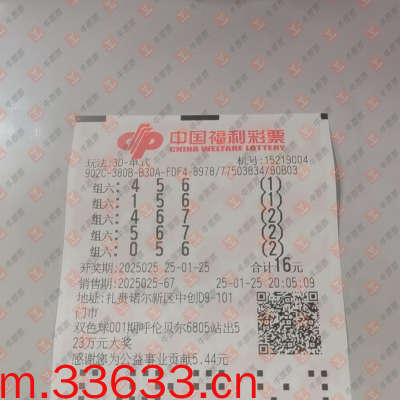 中国福利彩票
CHINA WELFARE LOTTERY
玩法:3D-单式 机号:15219004
902C-380B-B30A-FDF4-B978/77503834/90B03
组六: 4 5 6 (1)
组六: 1 5 6 (1)
组六: 4 6 7 (2)
组六: 5 6 7 (2)
组六: 0 5 6 (2)
开奖期:2025025 25-01-25 合计16元
销售期:2025025-67 25-01-25 20:05:09
地址:扎赉诺尔新区中创D9-101
门市
双色球001期呼伦贝尔6805站出5
23万元大奖
感谢您为公益事业贡献5.44元
m.33633.cn